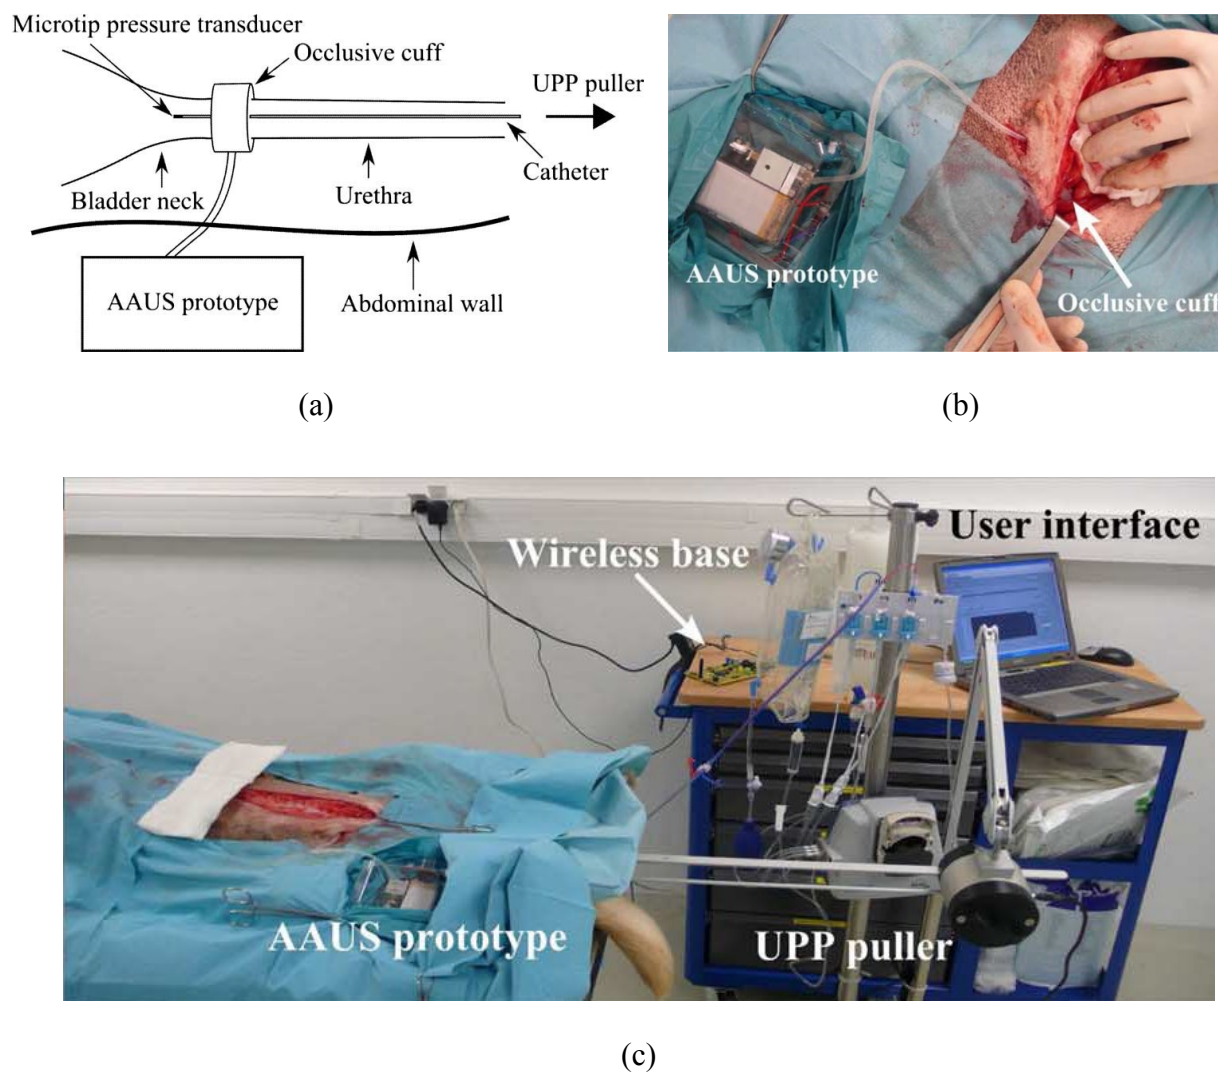 Microtip pressure transducer
Occlusive cuff
UPP puller
Catheter
Urethra
Bladder neck
AAUS prototype
Abdominal wall
(a)
AAUS prototype
Occlusive cuff
(b)
Wireless base
User interface
AAUS prototype
UPP puller
(c)